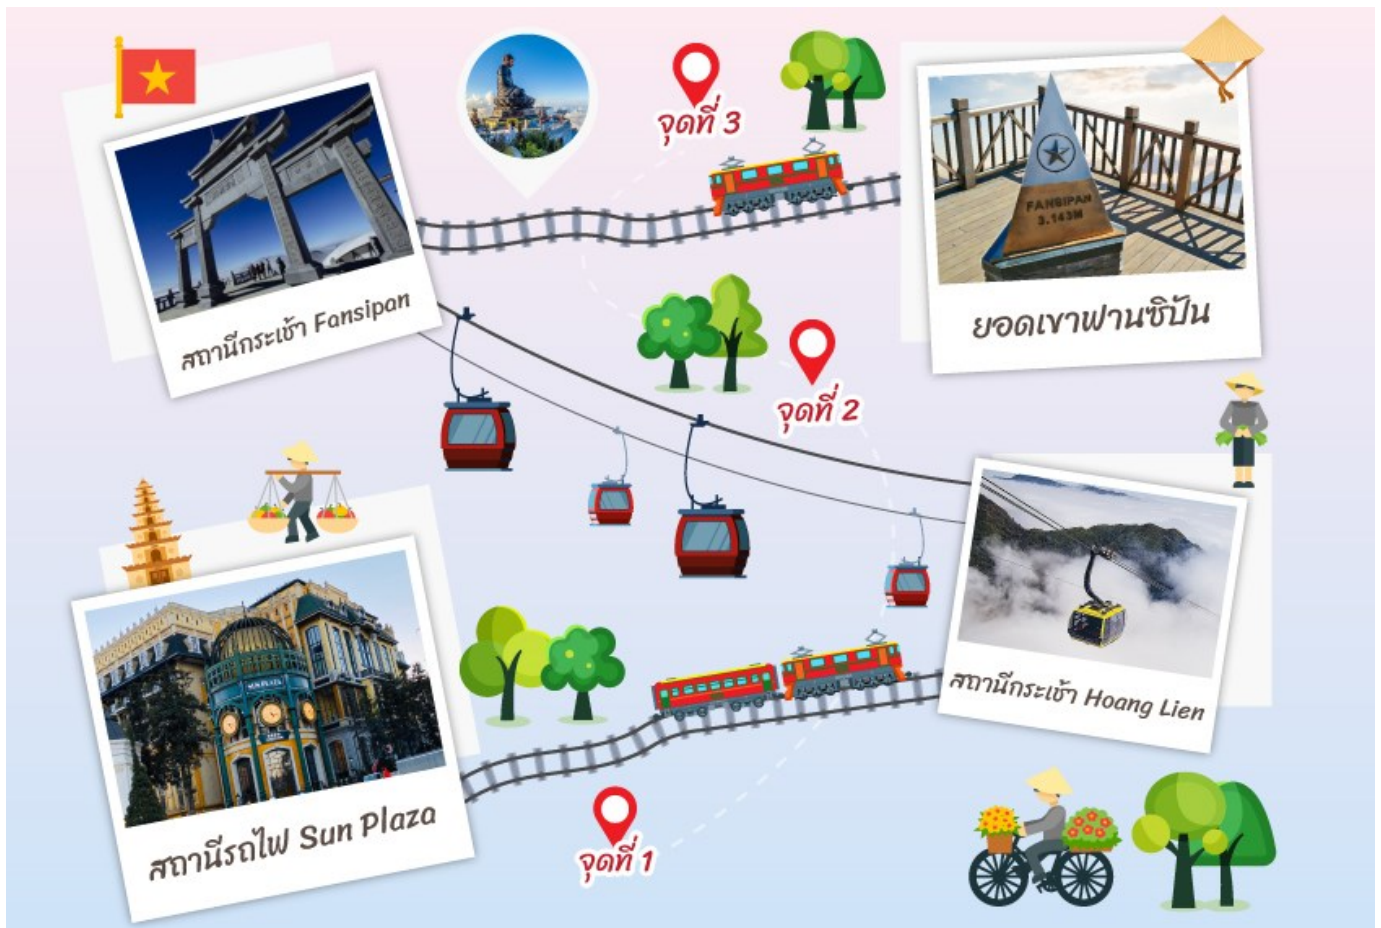 จุดที่ 3
FANSIPAN
3.143M
สถานีกระเช้า Fansipan
ยอดเขาฟานซิปัน
จุดที่ 2
SUN PLAZA
สถานีกระเช้า Hoang Lien
สถานีรถไฟ Sun Plaza
จุดที่ 1